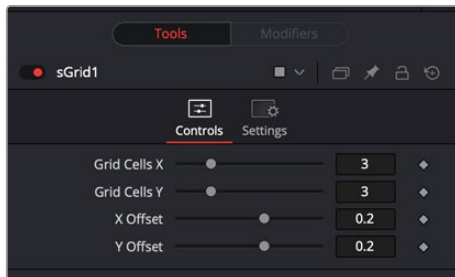 Tools Modifiers
sGrid1
Controls Settings
Grid Cells X 3
Grid Cells Y 3
X Offset 0.2
Y Offset 0.2